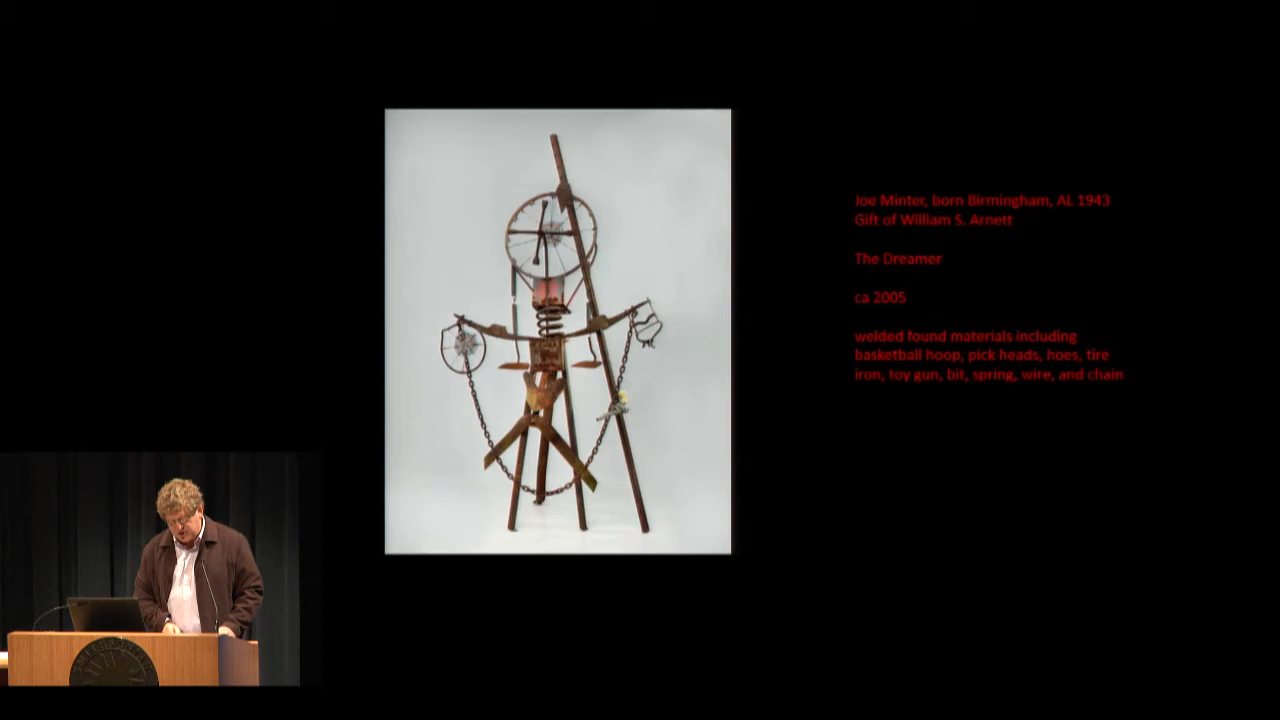 Joe Minter, born Birmingham, AL 1943
Gift of William S. Arnett
The Dreamer
ca 2005
welded found materials including
basketball hoop, pick heads, hoes, tire
iron, toy gun, bit, spring, wire, and chain